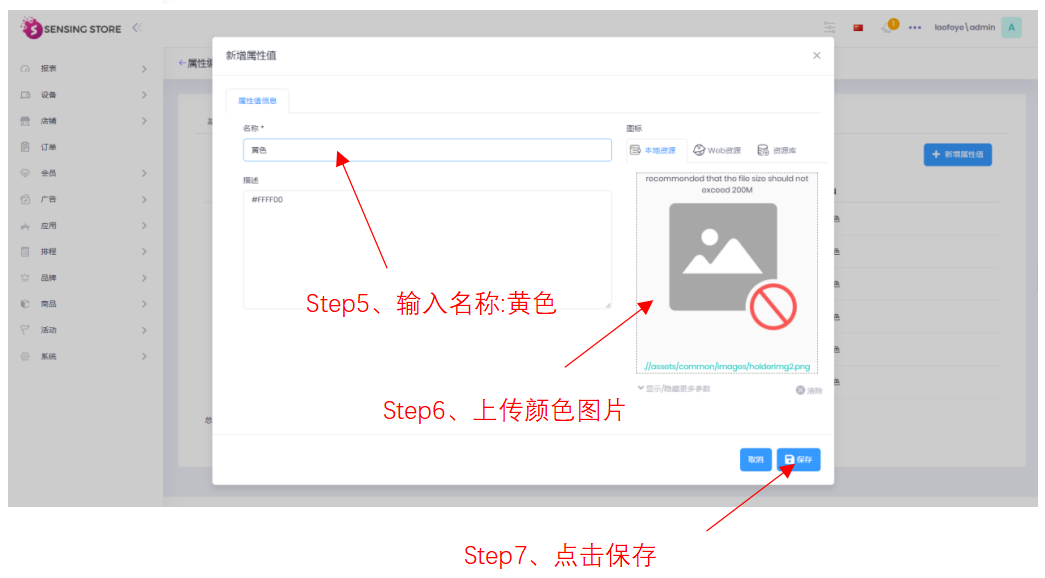 SENSING STORE
1
laofoye\admin
A
报表
设备
店铺
订单
会员
广告
应用
排程
品牌
商品
活动
系统
新增属性值
×
属性值信息
名称 *
黄色
描述
#FFFF00
图标
本地资源
Web资源
资源库
recommended that the file size should not
exceed 200M
//assets/common/images/holderimg2.png
显示/隐藏更多参数
清除
取消
保存
+ 新增属性值
Step5、输入名称:黄色
Step6、上传颜色图片
Step7、点击保存